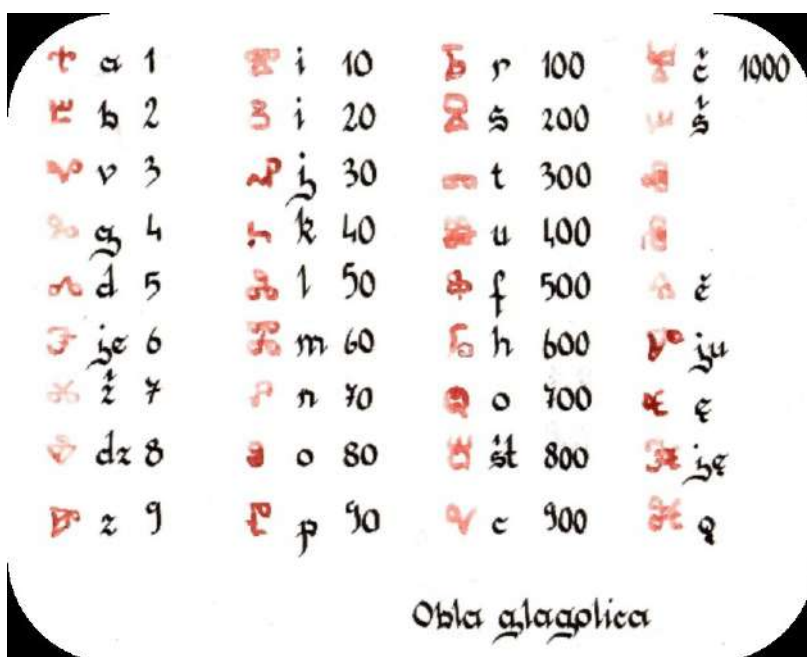 Ⰰ a 1 Ⰹ i 10 Ⱃ r 100 Ⱍ č 1000
Ⰱ b 2 Ⰻ i 20 Ⱄ s 200 Ⱎ š
Ⰲ v 3 Ⰼ j 30 Ⱅ t 300 Ⱏ
Ⰳ g 4 Ⰽ k 40 Ⱆ u 400 Ⱐ
Ⰴ d 5 Ⰾ l 50 Ⱇ f 500 Ⱑ ě
Ⰵ je 6 Ⰿ m 60 Ⱈ h 600 Ⱓ ju
Ⰶ ž 7 Ⱀ n 70 Ⱉ o 700 Ⱔ ę
Ⰷ dz 8 Ⱁ o 80 Ⱋ št 800 Ⱗ ję
Ⰸ z 9 Ⱂ p 90 Ⱌ c 900 Ⱘ ǫ
Obla glagolica